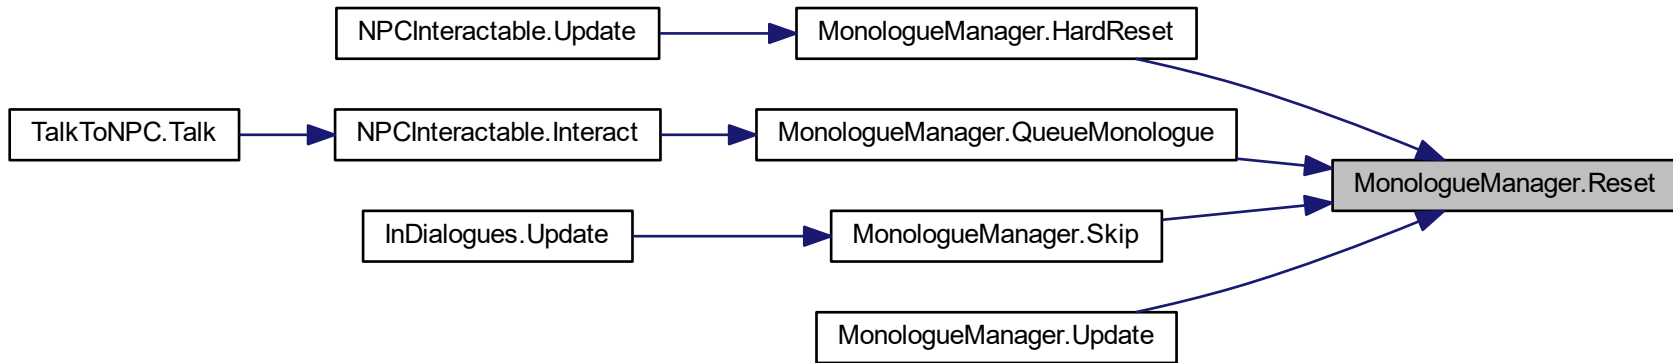 NPCInteractable.Update
MonologueManager.HardReset
TalkToNPC.Talk
NPCInteractable.Interact
MonologueManager.QueueMonologue
MonologueManager.Reset
InDialogues.Update
MonologueManager.Skip
MonologueManager.Update